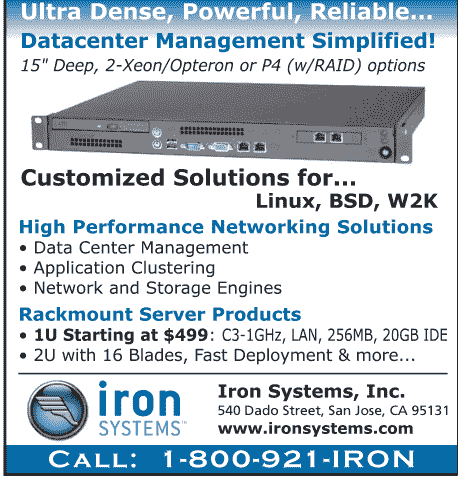 Ultra Dense, Powerful, Reliable...
Datacenter Management Simplified!
15" Deep, 2-Xeon/Opteron or P4 (w/RAID) options
Customized Solutions for...
Linux, BSD, W2K
High Performance Networking Solutions
• Data Center Management
• Application Clustering
• Network and Storage Engines
Rackmount Server Products
• 1U Starting at $499: C3-1GHz, LAN, 256MB, 20GB IDE
• 2U with 16 Blades, Fast Deployment & more...
iron
SYSTEMS™
Iron Systems, Inc.
540 Dado Street, San Jose, CA 95131
www.ironsystems.com
CALL: 1-800-921-IRON